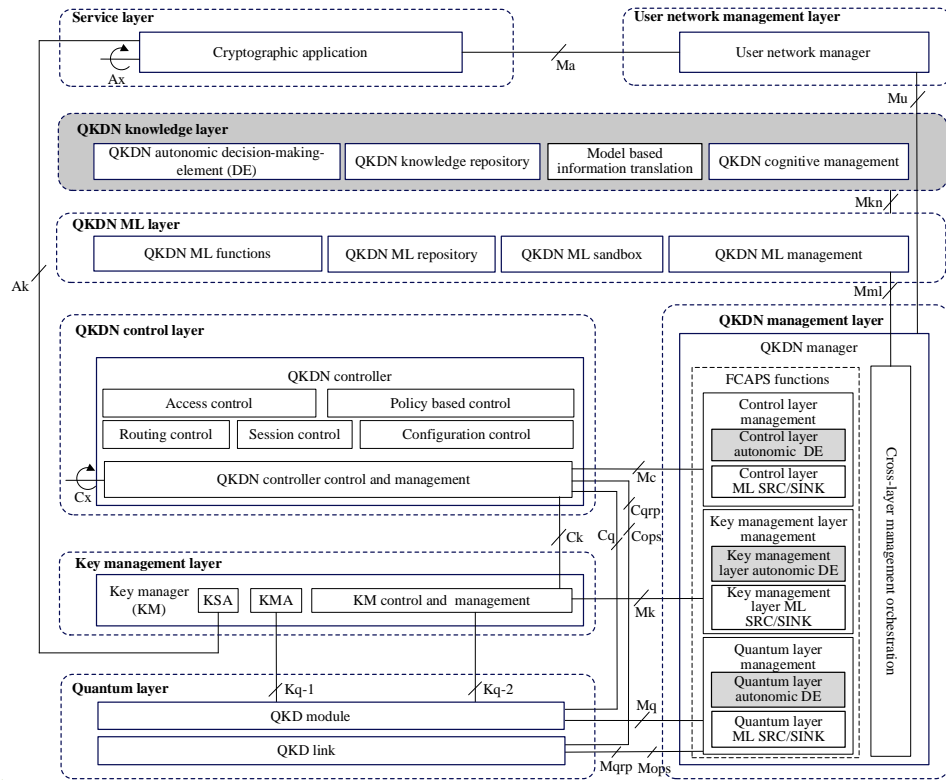 Service layer
User network management layer
Cryptographic application
User network manager
Ax
Ma
Mu
QKDN knowledge layer
QKDN autonomic decision-making-
element (DE)
QKDN knowledge repository
Model based
information translation
QKDN cognitive management
Mkn
QKDN ML layer
QKDN ML functions
QKDN ML repository
QKDN ML sandbox
QKDN ML management
Ak
Mml
QKDN control layer
QKDN management layer
QKDN controller
QKDN manager
Access control
Policy based control
Routing control
Session control
Configuration control
QKDN controller control and management
Cx
FCAPS functions
Control layer
management
Control layer
autonomic DE
Control layer
ML SRC/SINK
Mc
Cqrp
Cq
Cops
Ck
Key management layer
management
Key management
layer autonomic DE
Key management
layer ML
SRC/SINK
Cross-layer management orchestration
Key management layer
Key manager
(KM)
KSA
KMA
KM control and management
Mk
Quantum layer
management
Quantum layer
autonomic DE
Quantum layer
ML SRC/SINK
Quantum layer
Kq-1
Kq-2
QKD module
Mq
QKD link
Mqrp
Mops